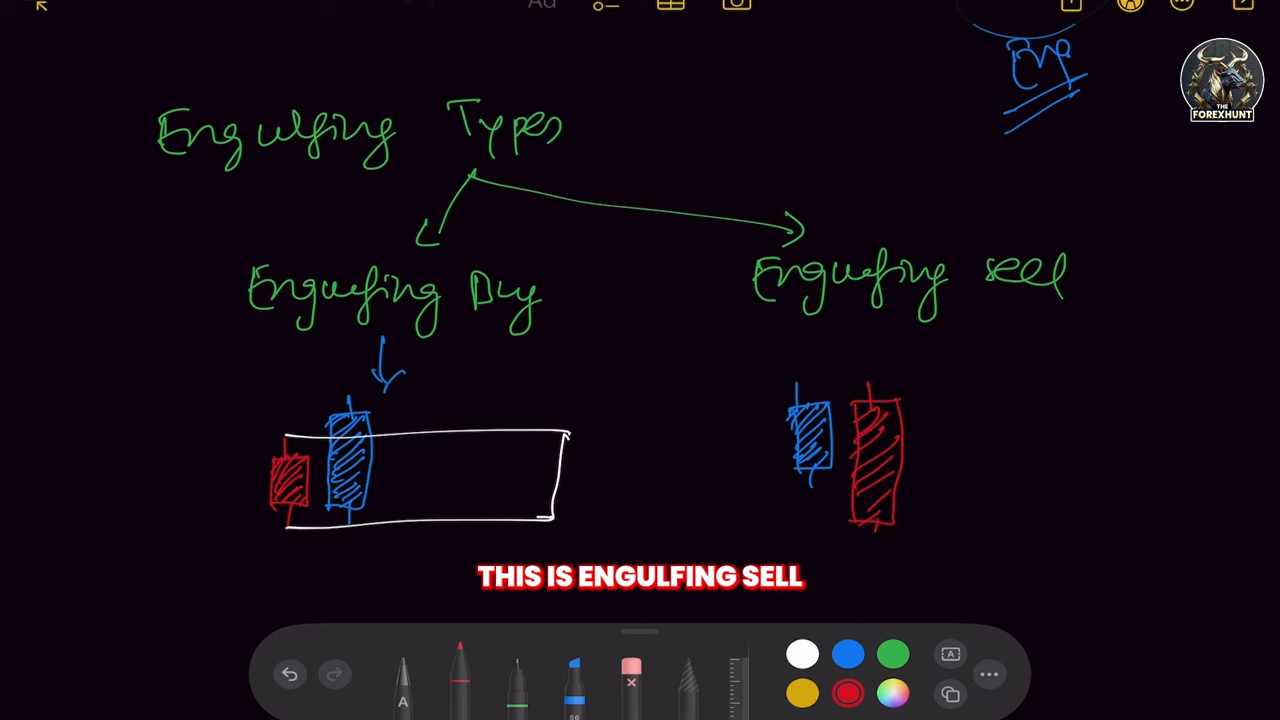 Engulfing Types
Engulfing Buy
Engulfing sell
THIS IS ENGULFING SELL
THE
FOREXHUNT
A